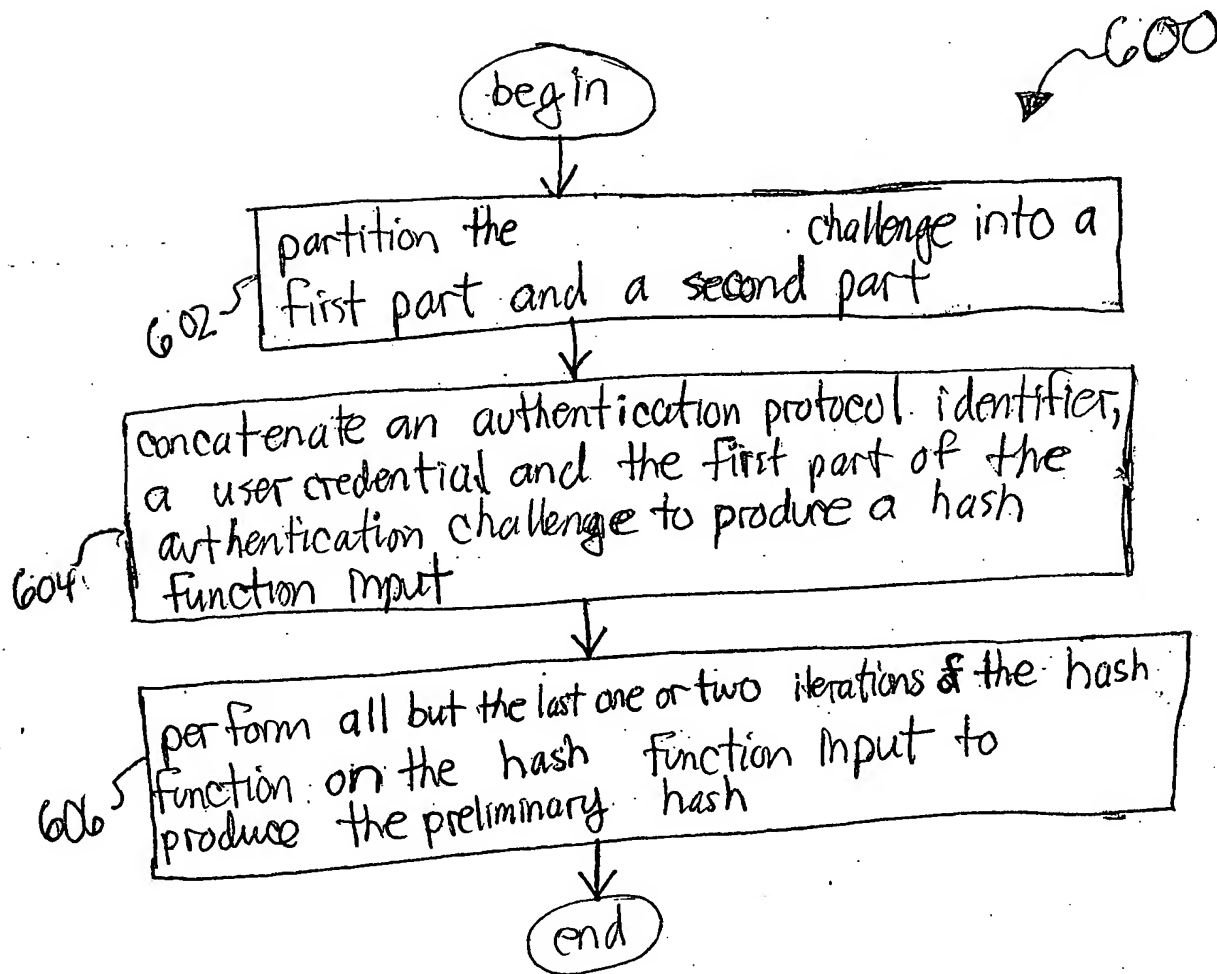 600
begin
partition the challenge into a
first part and a second part
602
concatenate an authentication protocol identifier,
a user credential and the first part of the
authentication challenge to produce a hash
function input
604
perform all but the last one or two iterations of the hash
function on the hash function input to
produce the preliminary hash
606
end